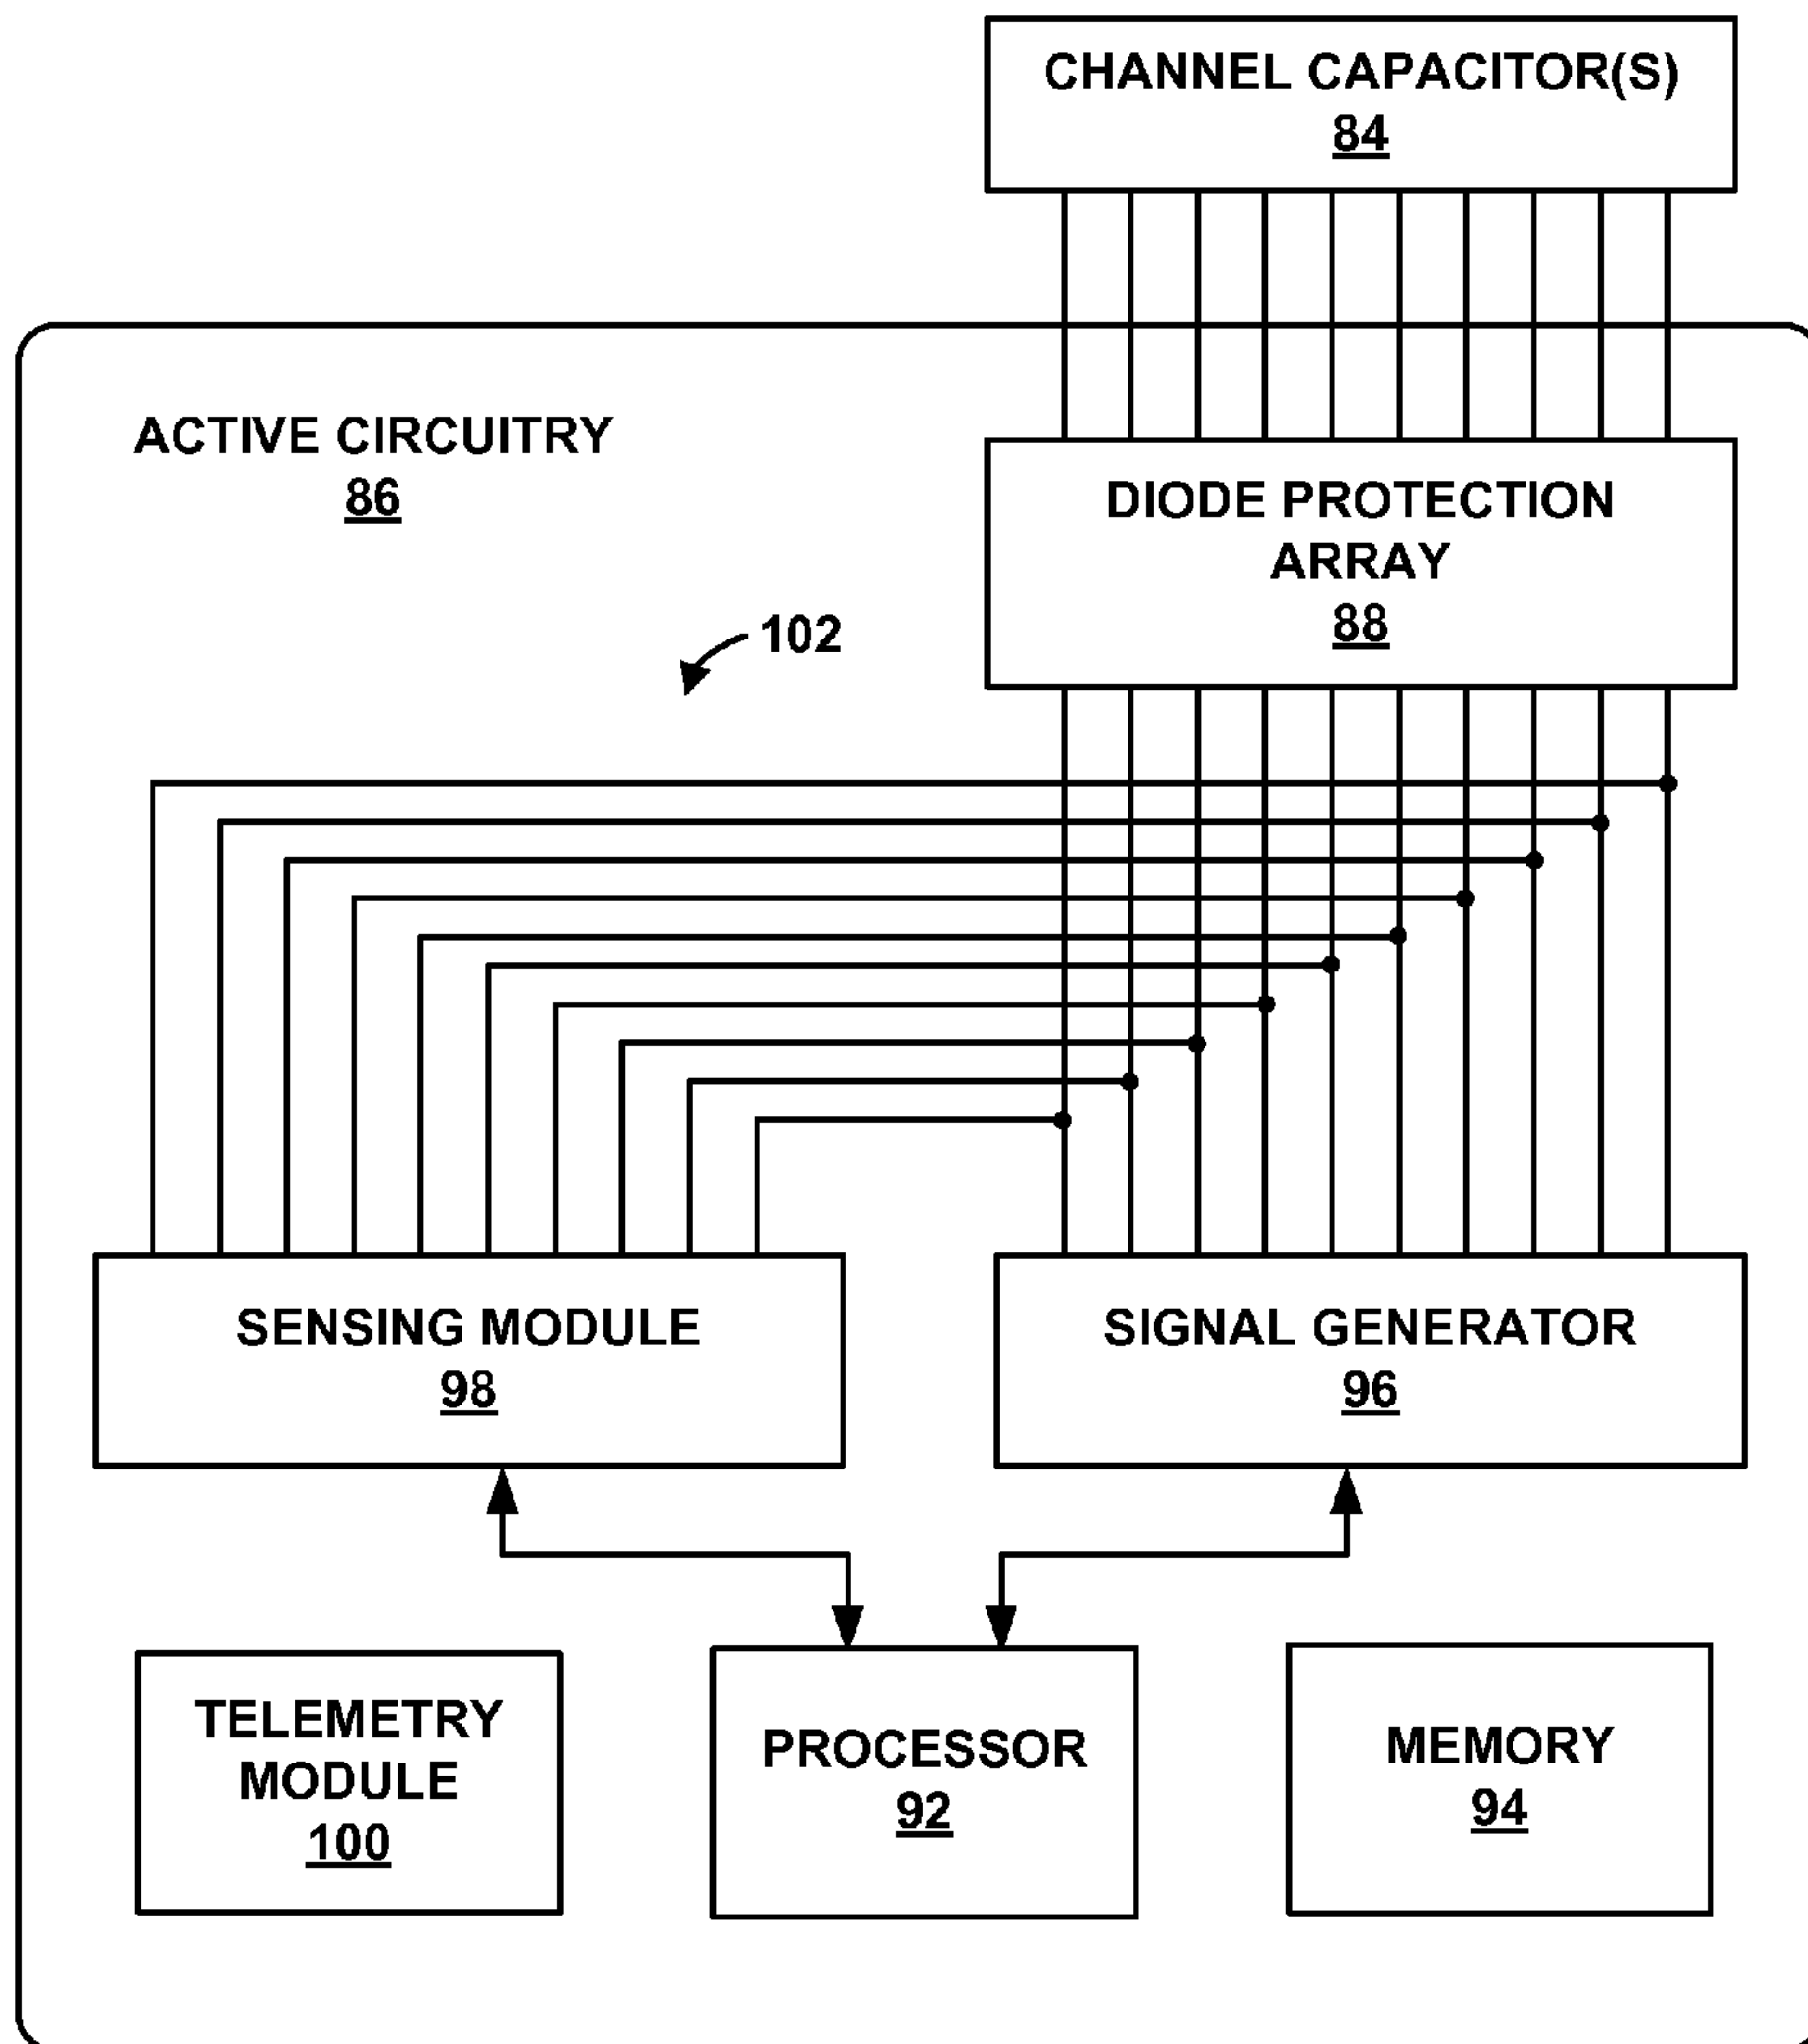 CHANNEL CAPACITOR(S)
84
ACTIVE CIRCUITRY
86
DIODE PROTECTION
ARRAY
88
102
SENSING MODULE
98
SIGNAL GENERATOR
96
TELEMETRY
MODULE
100
PROCESSOR
92
MEMORY
94